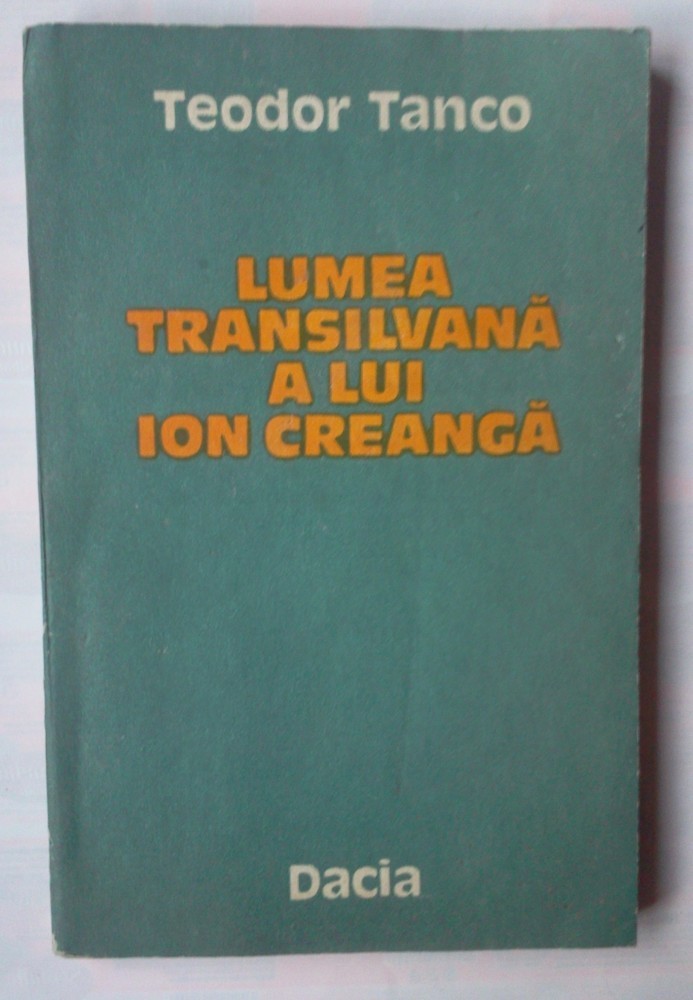 Teodor Tanco
LUMEA
TRANSILVANĂ
A LUI
ION CREANGĂ
Dacia